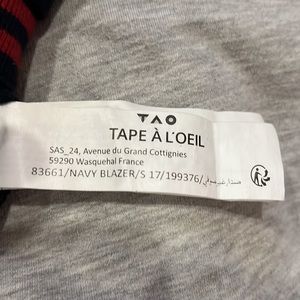 TAO
TAPE À L'OEIL
SAS_24, Avenue du Grand Cottignies
59290 Wasquehal France
83661/NAVY BLAZER/S 17/199376/